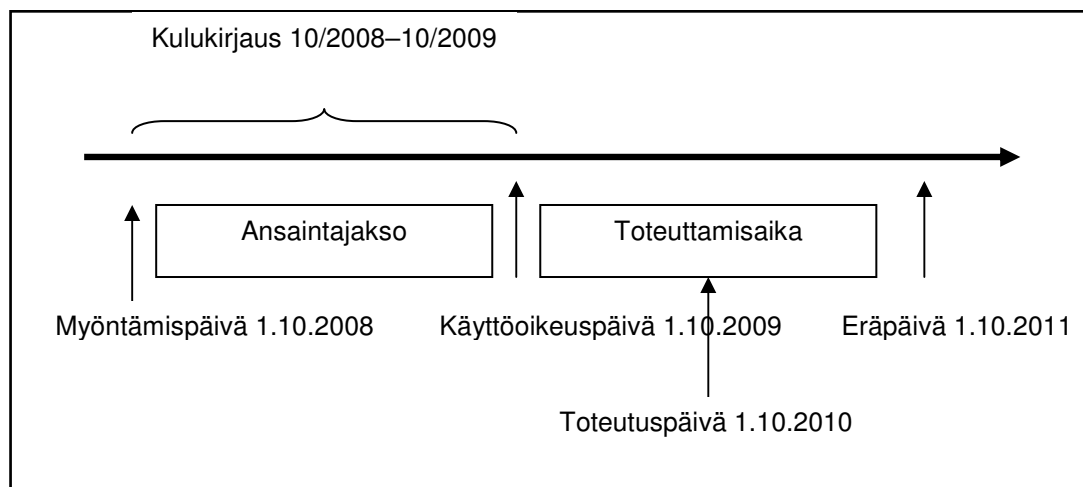 Kulukirjaus 10/2008–10/2009
Ansaintajakso
Toteuttamisaika
Myöntämispäivä 1.10.2008
Käyttöoikeuspäivä 1.10.2009
Eräpäivä 1.10.2011
Toteutuspäivä 1.10.2010